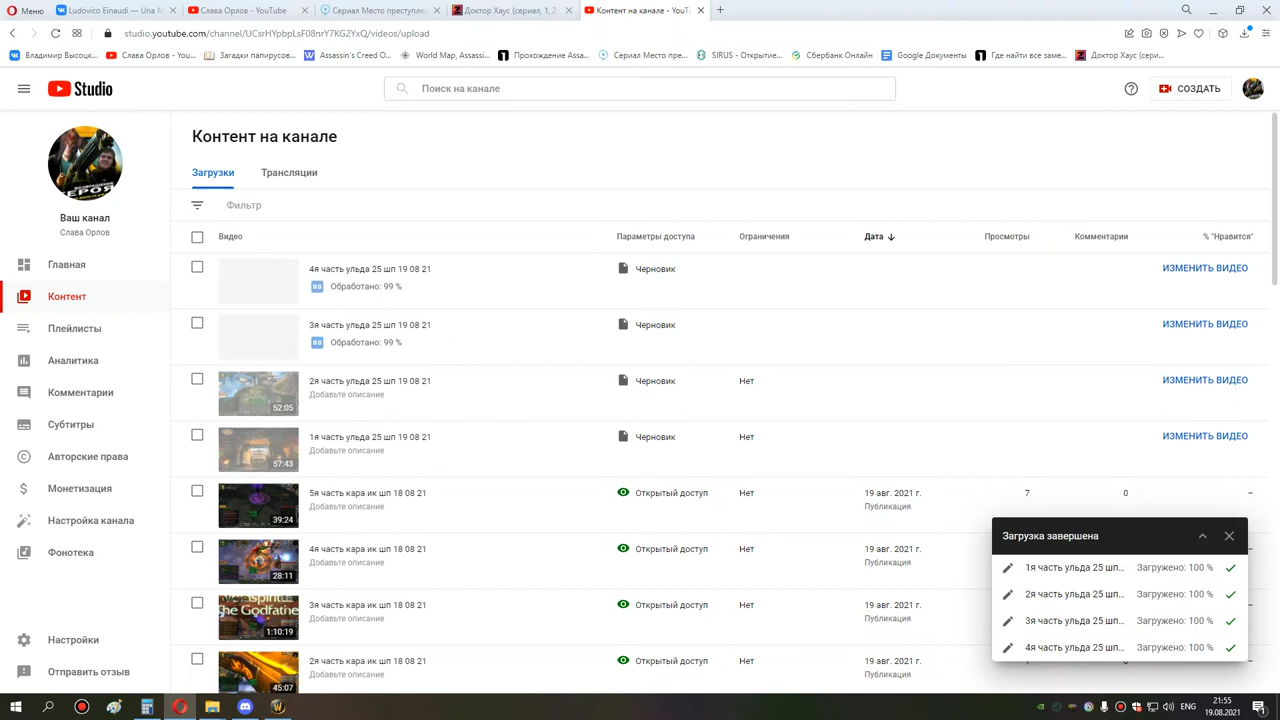 Меню
Ludovico Einaudi — Una M
Слава Орлов - YouTube
Сериал Место преступлен
Доктор Хаус (сериал, 1, 2
Контент на канале - YouT
studio.youtube.com/channel/UCsrHYpbpLsF08nrY7KG2YxQ/videos/upload
Владимир Высоцк...
Слава Орлов - You...
Загадки папирусов...
Assassin's Creed O...
World Map, Assassi...
Прохождение Assa...
Сериал Место пре...
SIRUS - Открытие...
Сбербанк Онлайн
Google Документы
Где найти все заме...
Доктор Хаус (сери...
Studio
Поиск на канале
СОЗДАТЬ
Ваш канал
Слава Орлов
Главная
Контент
Плейлисты
Аналитика
Комментарии
Субтитры
Авторские права
Монетизация
Настройка канала
Фонотека
Настройки
Отправить отзыв
Контент на канале
Загрузки Трансляции
Фильтр
Видео Параметры доступа Ограничения Дата Просмотры Комментарии % "Нравится"
4я часть ульда 25 шп 19 08 21 Черновик ИЗМЕНИТЬ ВИДЕО
SD Обработано: 99 %
3я часть ульда 25 шп 19 08 21 Черновик ИЗМЕНИТЬ ВИДЕО
SD Обработано: 99 %
2я часть ульда 25 шп 19 08 21 Черновик Нет ИЗМЕНИТЬ ВИДЕО
Добавьте описание
52:05
1я часть ульда 25 шп 19 08 21 Черновик Нет ИЗМЕНИТЬ ВИДЕО
Добавьте описание
57:43
5я часть кара ик шп 18 08 21 Открытый доступ Нет 19 авг. 2021 г. 7 0 –
Добавьте описание Публикация
39:24
4я часть кара ик шп 18 08 21 Открытый доступ Нет 19 авг. 2021 г. –
Добавьте описание Публикация
28:11
The Godfathe
3я часть кара ик шп 18 08 21 Открытый доступ Нет 19 авг. 2021 г. –
Добавьте описание Публикация
1:10:19
2я часть кара ик шп 18 08 21 Открытый доступ Нет 19 авг. 2021 г. –
Добавьте описание Публикация
45:07
Загрузка завершена
1я часть ульда 25 шп... Загружено: 100 %
2я часть ульда 25 шп... Загружено: 100 %
3я часть ульда 25 шп... Загружено: 100 %
4я часть ульда 25 шп... Загружено: 100 %
ENG
21:55
19.08.2021
1